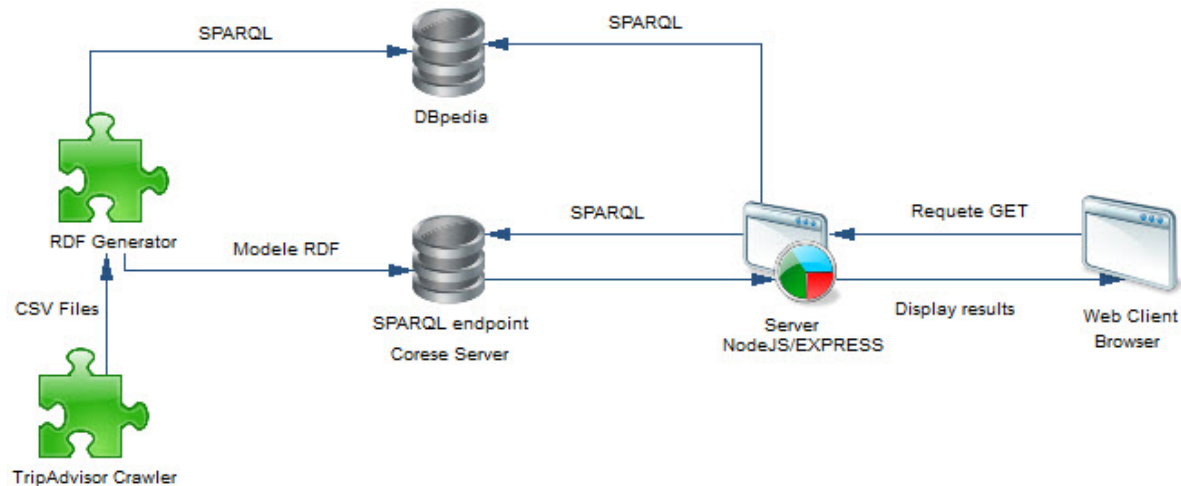 SPARQL
SPARQL
DBpedia
RDF Generator
Modele RDF
SPARQL
Requete GET
CSV Files
SPARQL endpoint
Corese Server
Server
NodeJS/EXPRESS
Display results
Web Client
Browser
TripAdvisor Crawler